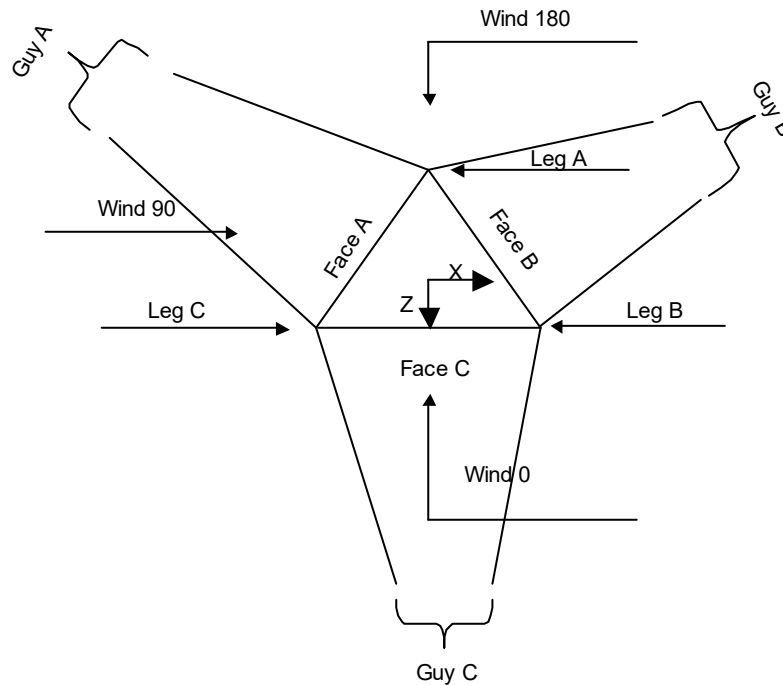 Wind 180
Guy A
Guy
Leg A
Wind 90
Face A
Face B
X
Z
Leg C
Leg B
Face C
Wind 0
Guy C